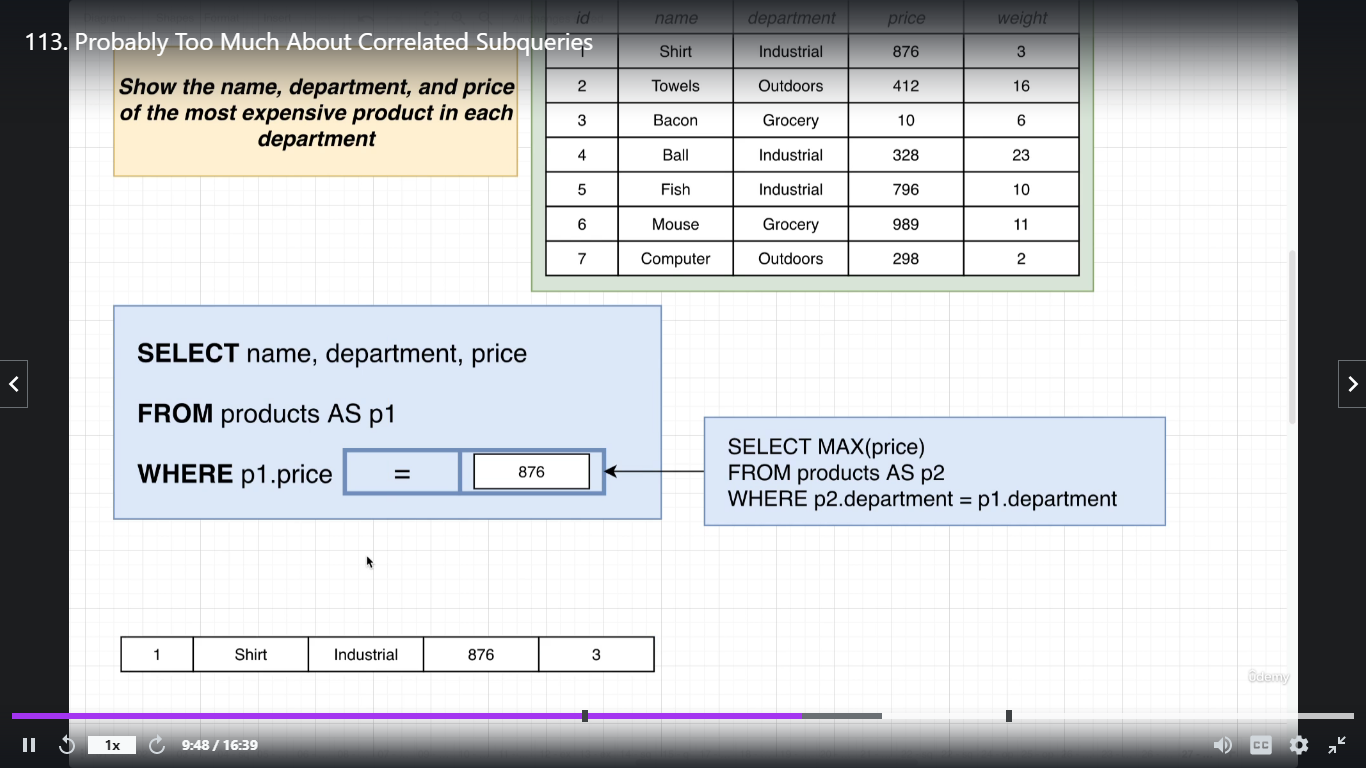 113. Probably Too Much About Correlated Subqueries
Show the name, department, and price
of the most expensive product in each
department
id name department price weight
1 Shirt Industrial 876 3
2 Towels Outdoors 412 16
3 Bacon Grocery 10 6
4 Ball Industrial 328 23
5 Fish Industrial 796 10
6 Mouse Grocery 989 11
7 Computer Outdoors 298 2
SELECT name, department, price
FROM products AS p1
WHERE p1.price = 876
SELECT MAX(price)
FROM products AS p2
WHERE p2.department = p1.department
1 Shirt Industrial 876 3
ûdemy
1x 9:48 / 16:39 CC